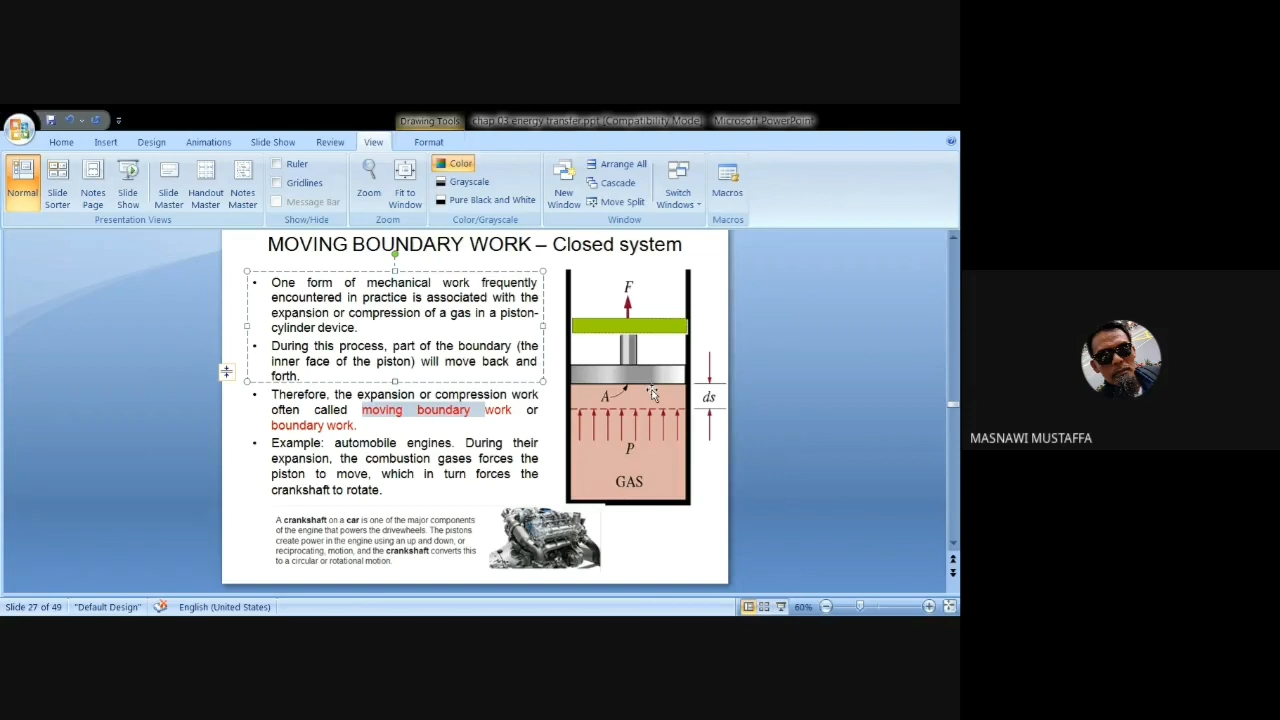 Drawing Tools chap 03 energy transfer.ppt [Compatibility Mode] - Microsoft PowerPoint
Home Insert Design Animations Slide Show Review View Format
Normal Slide Sorter Notes Page Slide Show Slide Master Handout Master Notes Master
Presentation Views
Ruler
Gridlines
Message Bar
Show/Hide
Zoom Fit to Window
Zoom
Color
Grayscale
Pure Black and White
Color/Grayscale
New Window
Arrange All
Cascade
Move Split
Switch Windows
Window
Macros
Macros
MOVING BOUNDARY WORK – Closed system
• One form of mechanical work frequently
encountered in practice is associated with the
expansion or compression of a gas in a piston-
cylinder device.
• During this process, part of the boundary (the
inner face of the piston) will move back and
forth.
• Therefore, the expansion or compression work
often called moving boundary work or
boundary work.
• Example: automobile engines. During their
expansion, the combustion gases forces the
piston to move, which in turn forces the
crankshaft to rotate.
A crankshaft on a car is one of the major components
of the engine that powers the drivewheels. The pistons
create power in the engine using an up and down, or
reciprocating, motion, and the crankshaft converts this
to a circular or rotational motion.
F
A
ds
P
GAS
Slide 27 of 49 "Default Design" English (United States) 60%
MASNAWI MUSTAFFA